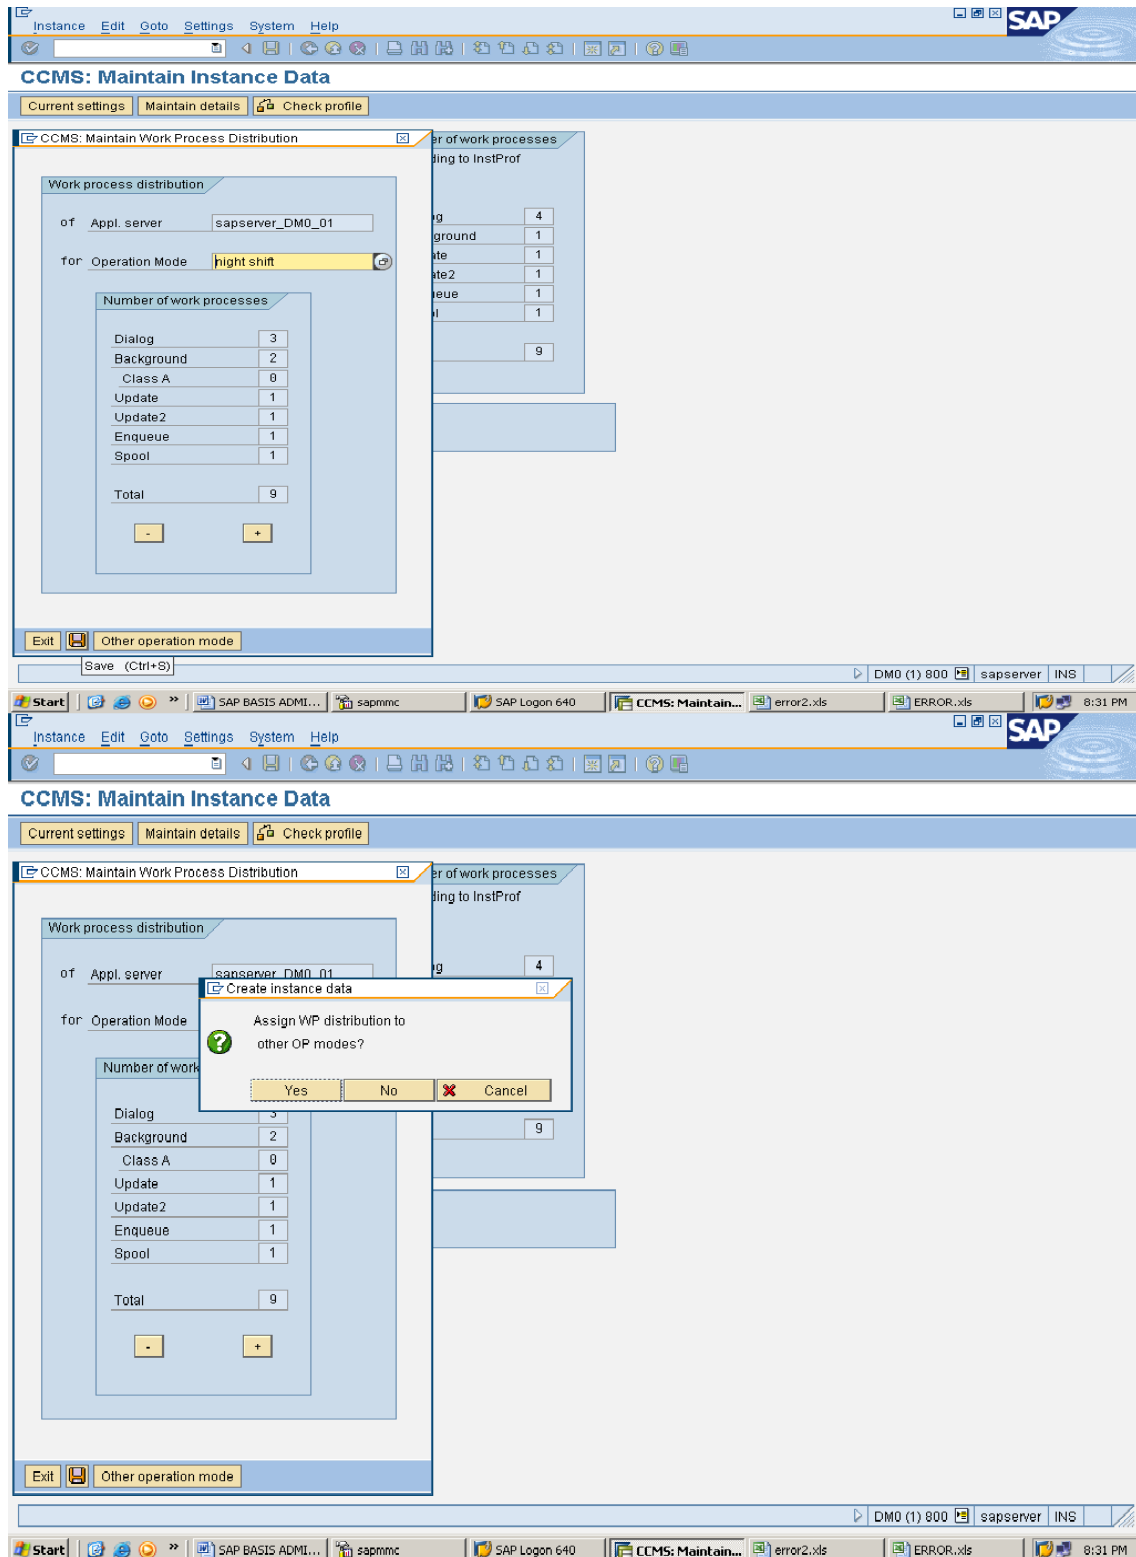 Instance Edit Goto Settings System Help
SAP
CCMS: Maintain Instance Data
Current settings Maintain details Check profile
CCMS: Maintain Work Process Distribution
er of work processes
ding to InstProf
Work process distribution
of Appl. server sapserver_DM0_01
g 4
ground 1
for Operation Mode night shift
te 1
te2 1
ieue 1
l 1
Number of work processes
9
Dialog 3
Background 2
Class A 0
Update 1
Update2 1
Enqueue 1
Spool 1
Total 9
- +
Exit Other operation mode
Save (Ctrl+S)
DM0 (1) 800 sapserver INS
Start » SAP BASIS ADMI... sapmmc SAP Logon 640 CCMS: Maintain... error2.xls ERROR.xls 8:31 PM
Instance Edit Goto Settings System Help
SAP
CCMS: Maintain Instance Data
Current settings Maintain details Check profile
CCMS: Maintain Work Process Distribution
er of work processes
ding to InstProf
Work process distribution
of Appl. server sapserver_DM0_01
g 4
Create instance data
for Operation Mode
Assign WP distribution to
other OP modes?
Number of work
Yes No Cancel
Dialog 3
9
Background 2
Class A 0
Update 1
Update2 1
Enqueue 1
Spool 1
Total 9
- +
Exit Other operation mode
DM0 (1) 800 sapserver INS
Start » SAP BASIS ADMI... sapmmc SAP Logon 640 CCMS: Maintain... error2.xls ERROR.xls 8:31 PM